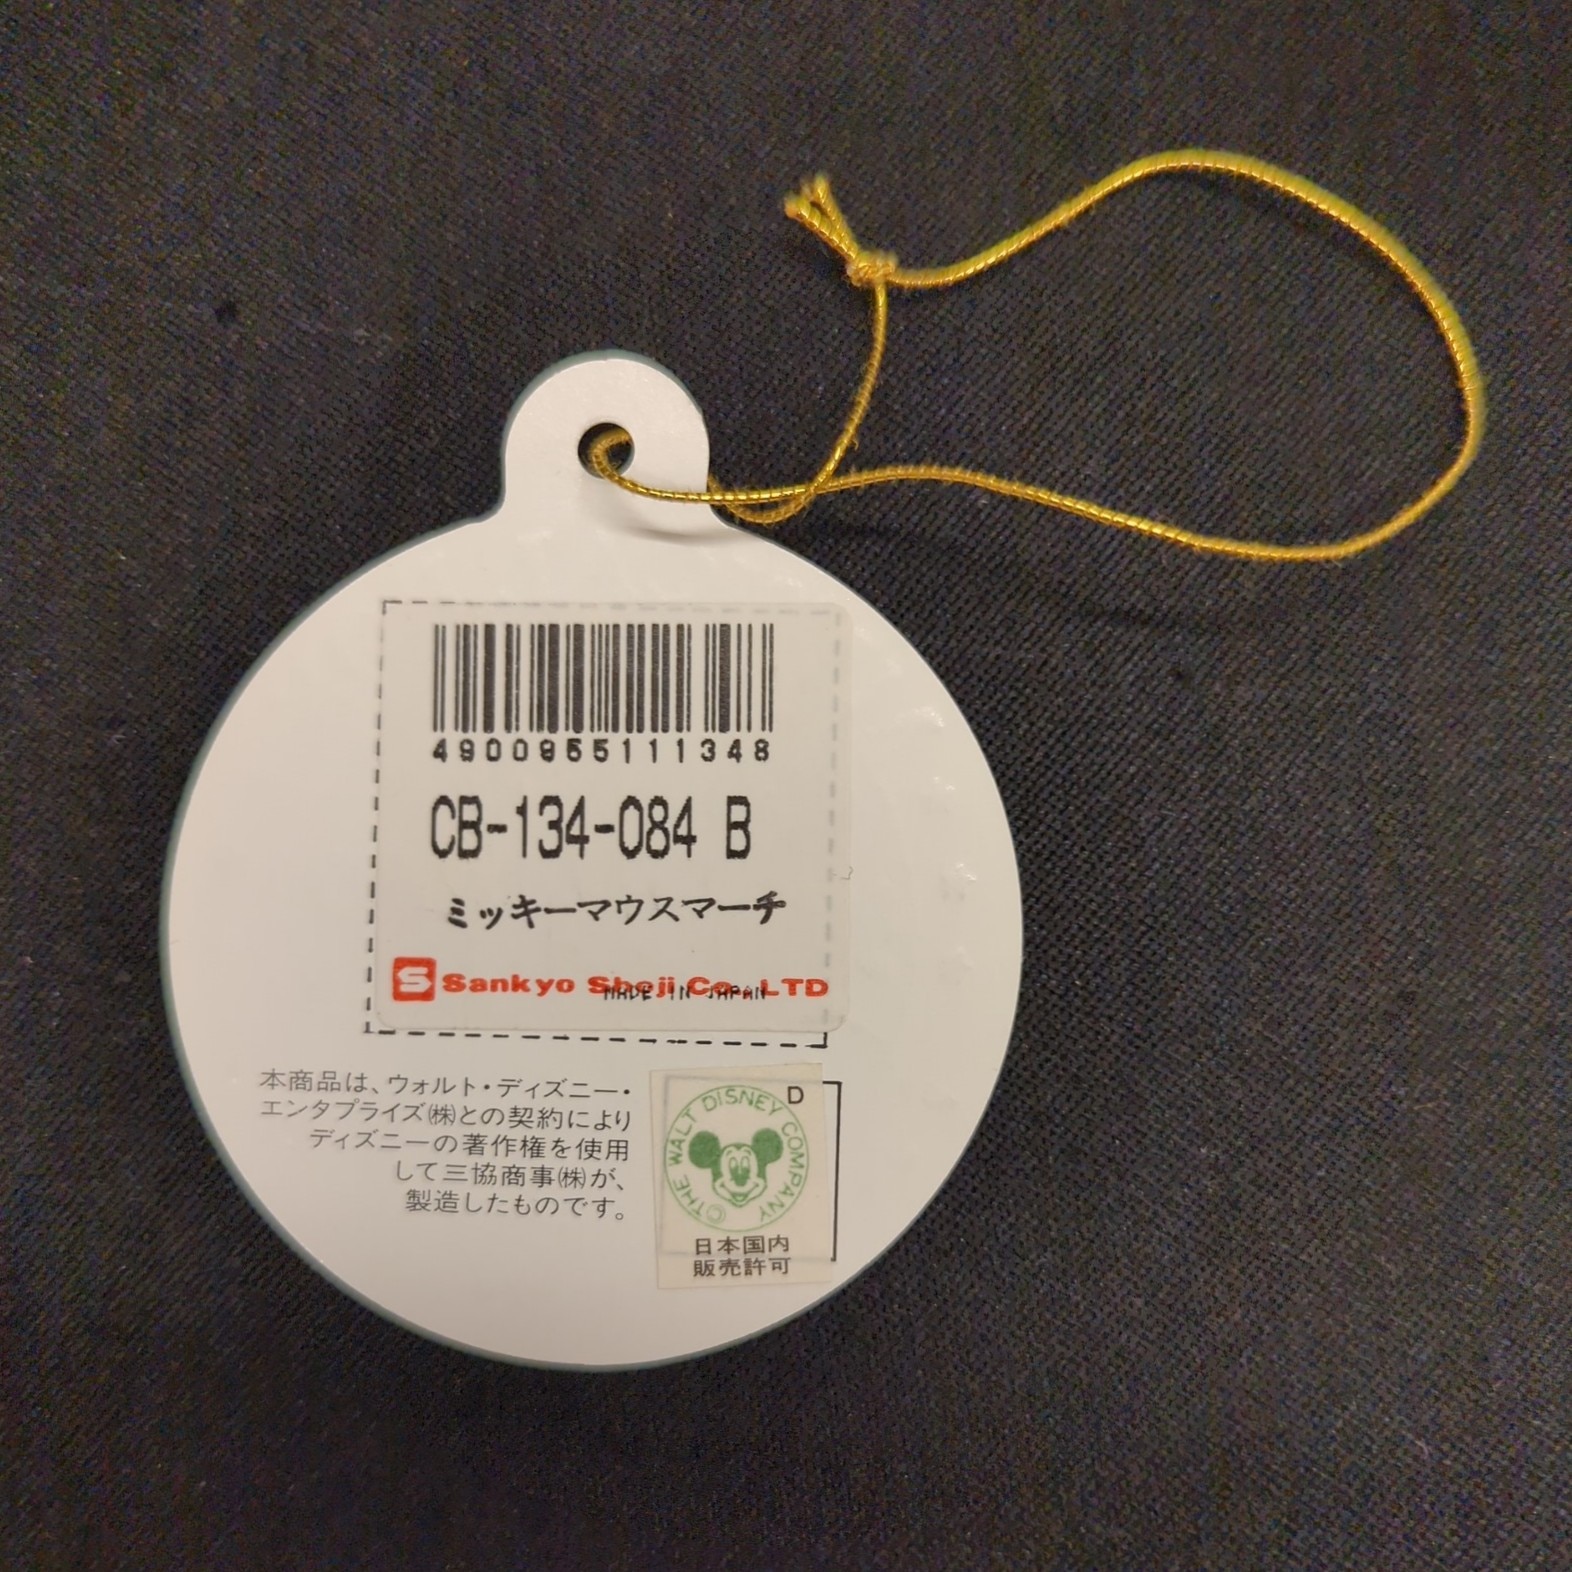 4900955111348
CB-134-084 B
ミッキーマウスマーチ
S Sankyo Shoji Co., LTD
MADE IN JAPAN
本商品は、ウォルト・ディズニー・
エンタプライズ(株)との契約により
ディズニーの著作権を使用
して三協商事(株)が、
製造したものです。
D
©THE WALT DISNEY COMPANY
日本国内
販売許可